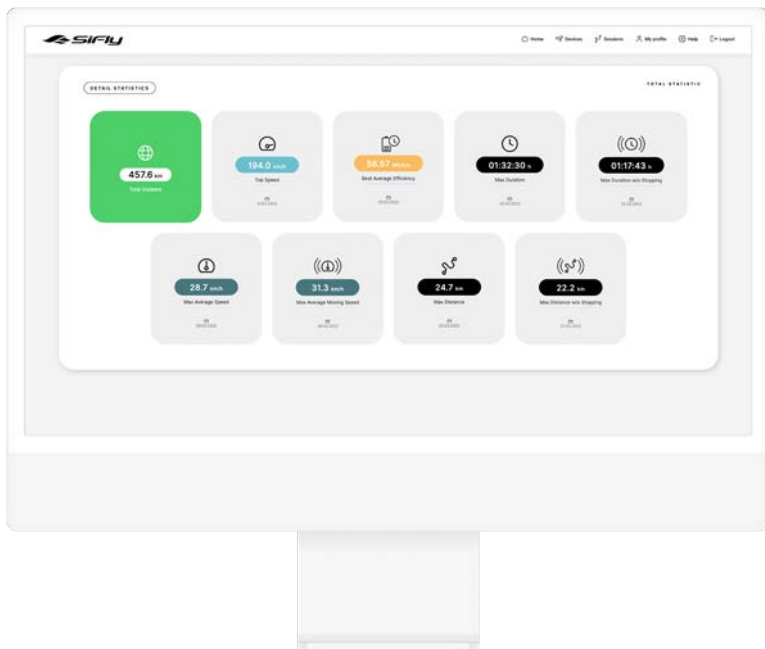 SiFly
Home Devices Sessions My profile Help Logout
DETAIL STATISTICS
TOTAL STATISTIC
457.6 km
Total Distance
194.0 km/h
Top Speed
56.57
Best Average Efficiency
01:32:30 h
Max Duration
01:17:43 h
Max Duration w/o Stopping
28.7 km/h
Max Average Speed
31.3 km/h
Max Average Moving Speed
24.7 km
Max Distance
22.2 km
Max Distance w/o Stopping